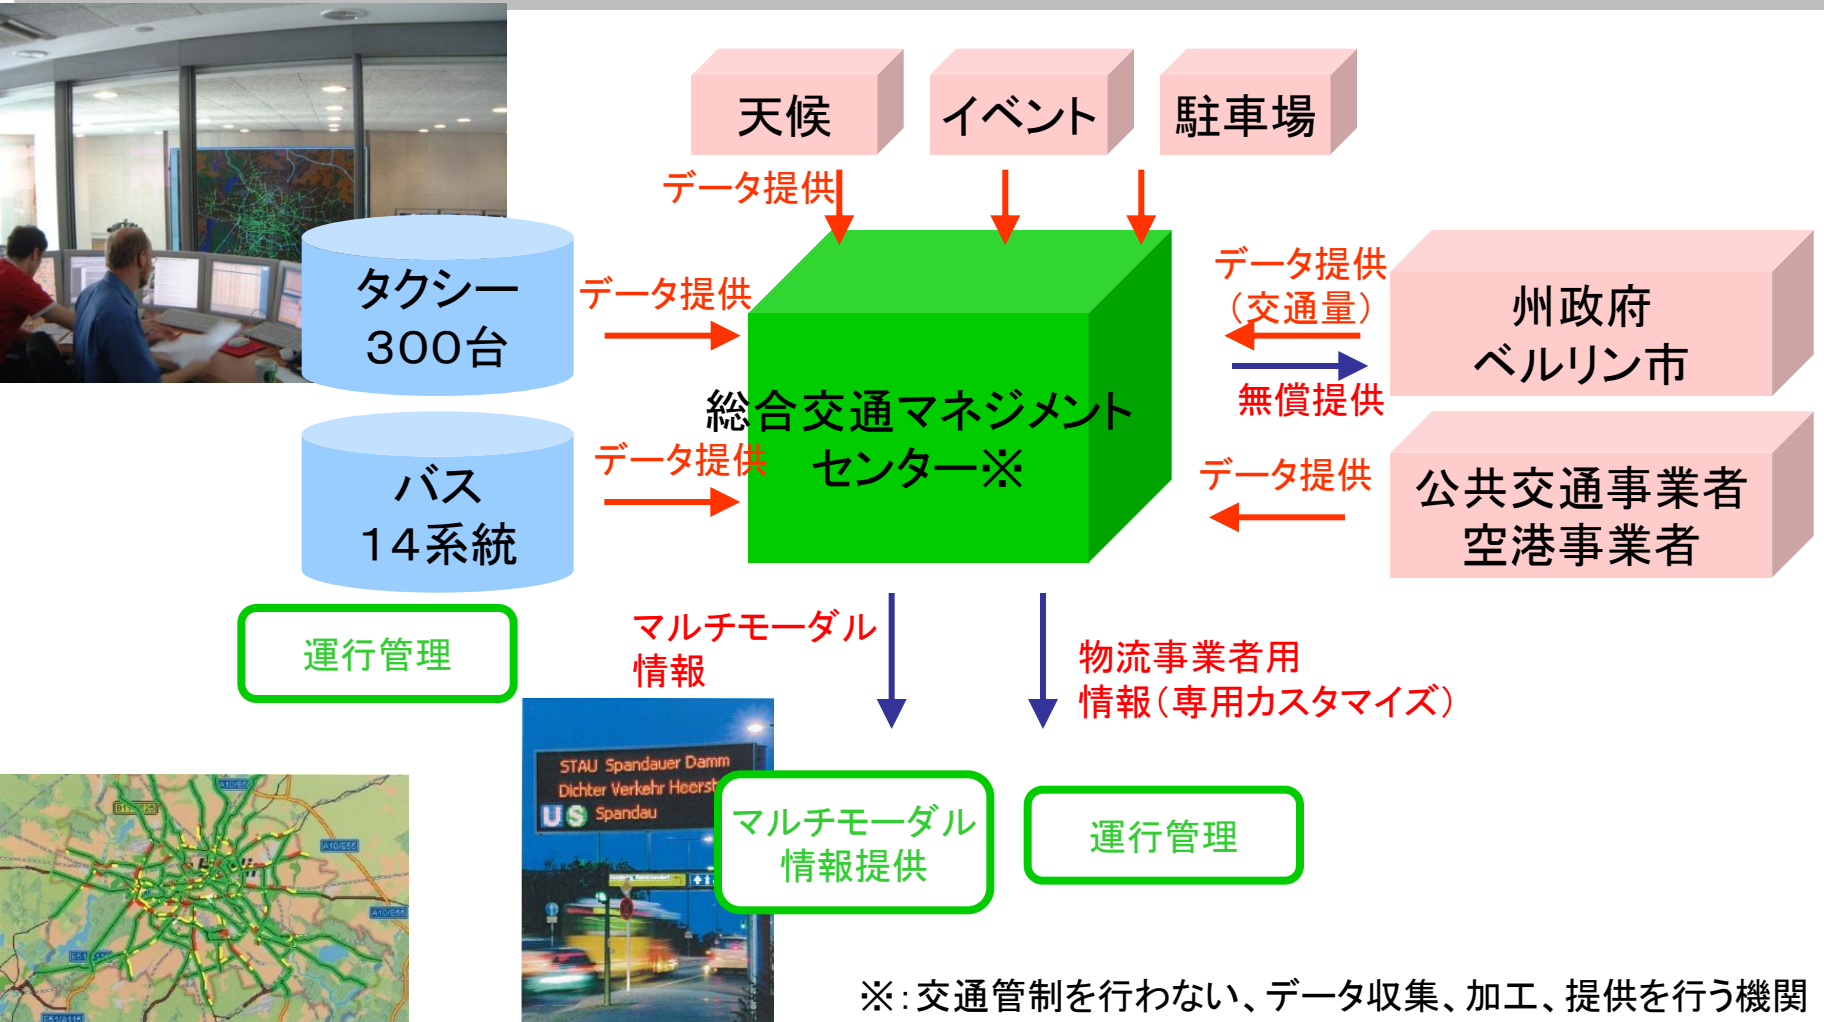 天候
イベント
駐車場
データ提供
タクシー
300台
データ提供
データ提供
(交通量)
州政府
ベルリン市
無償提供
総合交通マネジメント
センター※
バス
14系統
データ提供
データ提供
公共交通事業者
空港事業者
運行管理
マルチモーダル
情報
物流事業者用
情報(専用カスタマイズ)
STAU Spandauer Damm
Dichter Verkehr Heerst
U S Spandau
マルチモーダル
情報提供
運行管理
A10/E55
A10/E55
※:交通管制を行わない、データ収集、加工、提供を行う機関